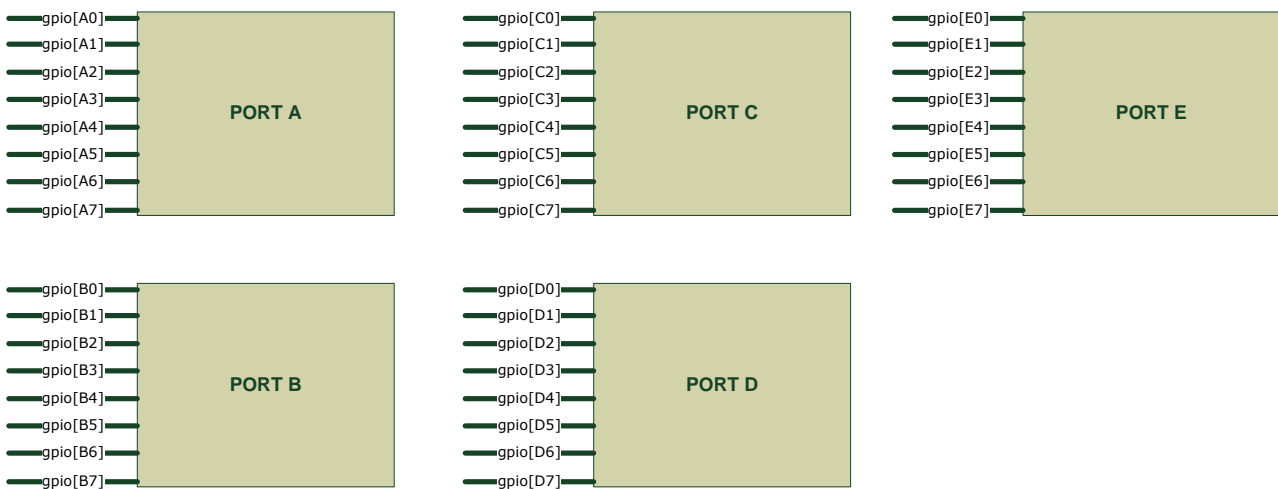 gpio[A0]
gpio[A1]
gpio[A2]
gpio[A3]
gpio[A4]
gpio[A5]
gpio[A6]
gpio[A7]
PORT A
gpio[C0]
gpio[C1]
gpio[C2]
gpio[C3]
gpio[C4]
gpio[C5]
gpio[C6]
gpio[C7]
PORT C
gpio[E0]
gpio[E1]
gpio[E2]
gpio[E3]
gpio[E4]
gpio[E5]
gpio[E6]
gpio[E7]
PORT E
gpio[B0]
gpio[B1]
gpio[B2]
gpio[B3]
gpio[B4]
gpio[B5]
gpio[B6]
gpio[B7]
PORT B
gpio[D0]
gpio[D1]
gpio[D2]
gpio[D3]
gpio[D4]
gpio[D5]
gpio[D6]
gpio[D7]
PORT D